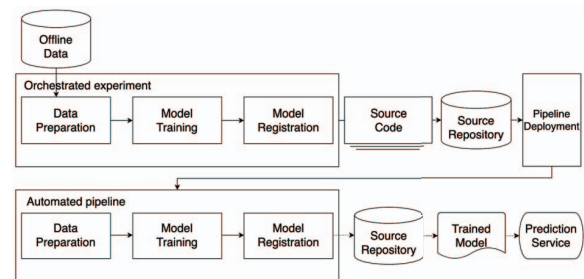 Offline
Data
Orchestrated experiment
Data
Preparation
Model
Training
Model
Registration
Source
Code
Source
Repository
Pipeline
Deployment
Automated pipeline
Data
Preparation
Model
Training
Model
Registration
Source
Repository
Trained
Model
Prediction
Service